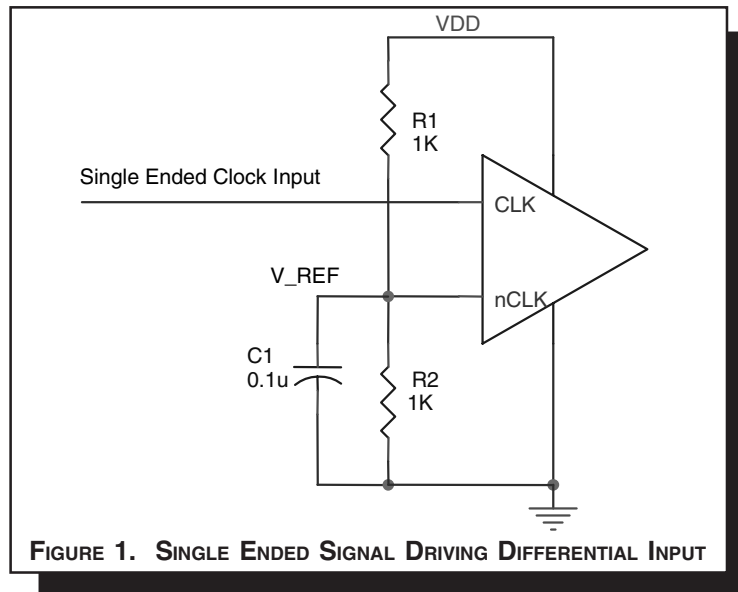 VDD
R1
1K
Single Ended Clock Input
CLK
V_REF
nCLK
C1
0.1u
R2
1K
FIGURE 1. SINGLE ENDED SIGNAL DRIVING DIFFERENTIAL INPUT